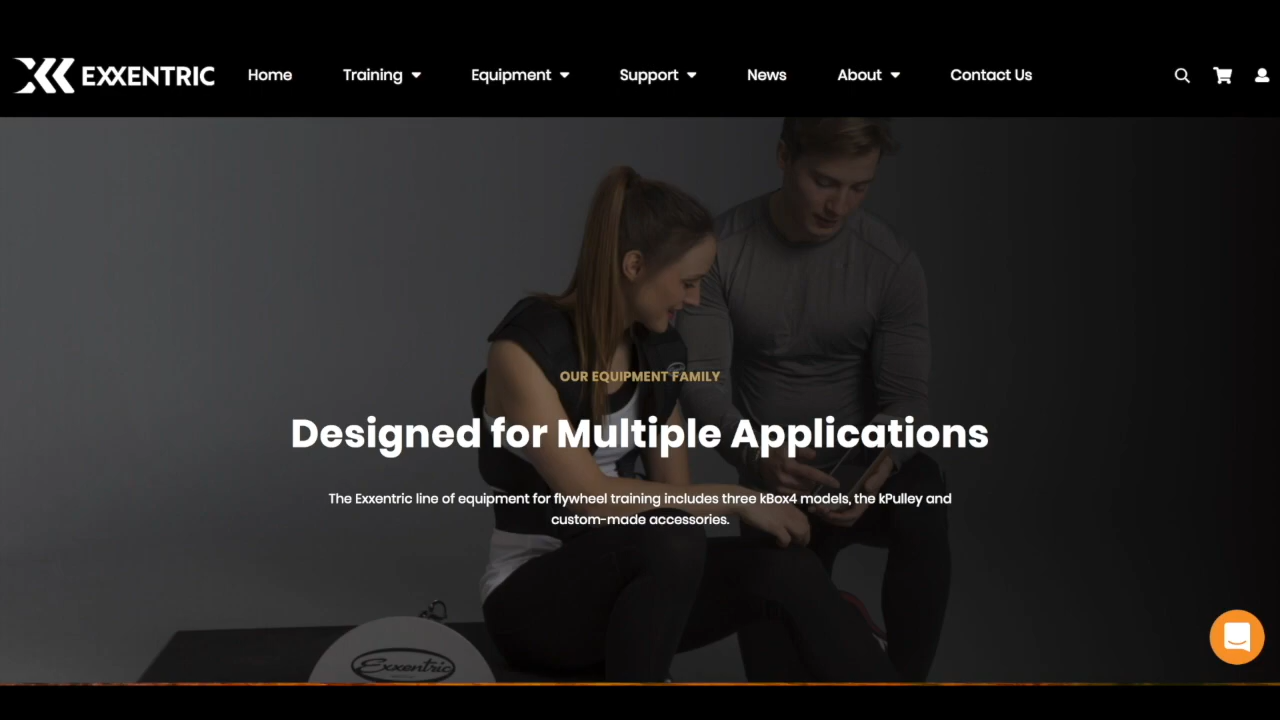 EXXENTRIC
Home Training Equipment Support News About Contact Us
OUR EQUIPMENT FAMILY
Designed for Multiple Applications
The Exxentric line of equipment for flywheel training includes three kBox4 models, the kPulley and
custom-made accessories.
Exxentric